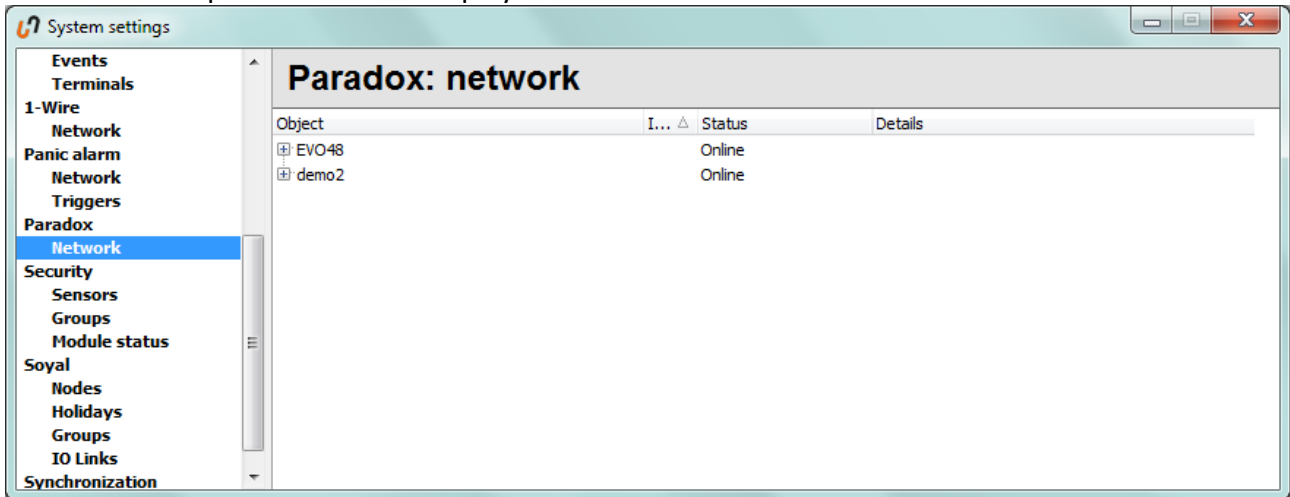 System settings
Events
Terminals
1-Wire
Network
Panic alarm
Network
Triggers
Paradox
Network
Security
Sensors
Groups
Module status
Soyal
Nodes
Holidays
Groups
IO Links
Synchronization
Paradox: network
Object I... Status Details
EVO48 Online
demo2 Online